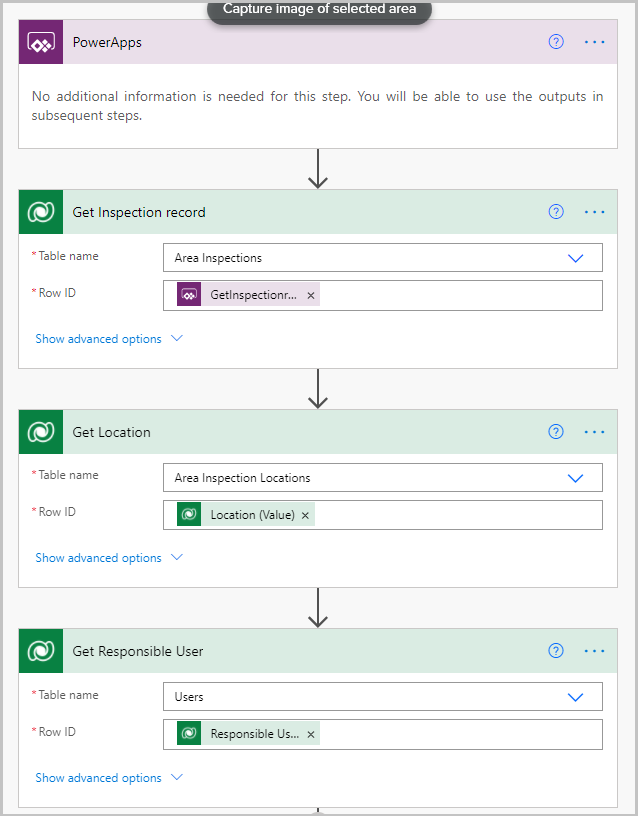 Capture image of selected area
PowerApps
No additional information is needed for this step. You will be able to use the outputs in
subsequent steps.
Get Inspection record
* Table name
Area Inspections
* Row ID
GetInspectionr... ×
Show advanced options
Get Location
* Table name
Area Inspection Locations
* Row ID
Location (Value) ×
Show advanced options
Get Responsible User
* Table name
Users
* Row ID
Responsible Us... ×
Show advanced options